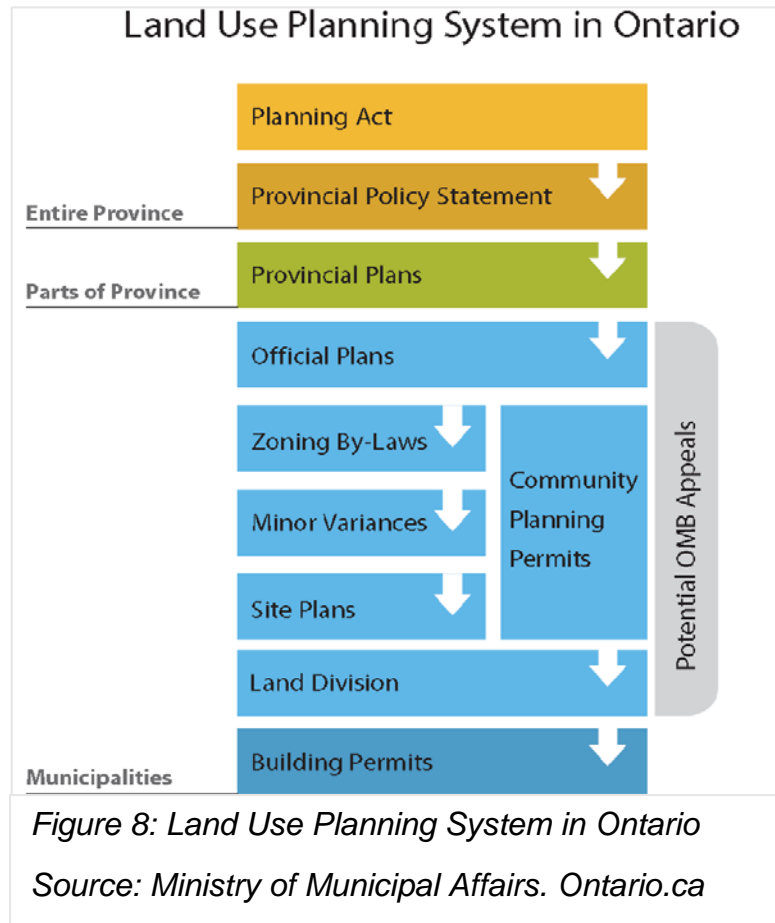 Land Use Planning System in Ontario
Planning Act
Provincial Policy Statement
Entire Province
Provincial Plans
Parts of Province
Official Plans
Zoning By-Laws
Minor Variances
Site Plans
Community
Planning
Permits
Potential OMB Appeals
Land Division
Building Permits
Municipalities
Figure 8: Land Use Planning System in Ontario
Source: Ministry of Municipal Affairs. Ontario.ca